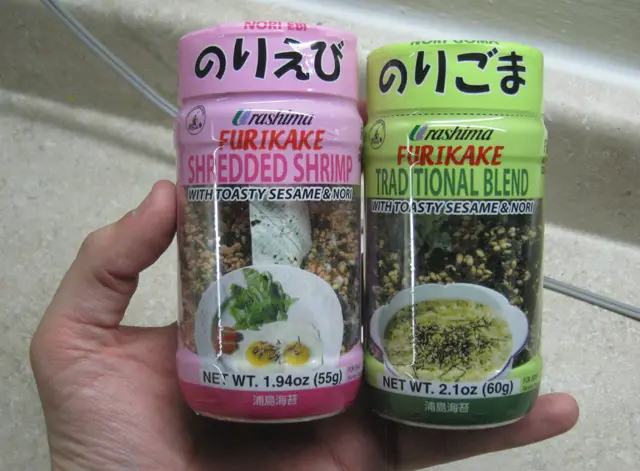 NORI EBI
のりえび
Urashima
FURIKAKE
SHREDDED SHRIMP
WITH TOASTY SESAME & NORI
NET WT. 1.94oz (55g)
浦島海苔
NORI GOMA
のりごま
Urashima
FURIKAKE
TRADITIONAL BLEND
WITH TOASTY SESAME & NORI
NET WT. 2.1oz (60g)
浦島海苔